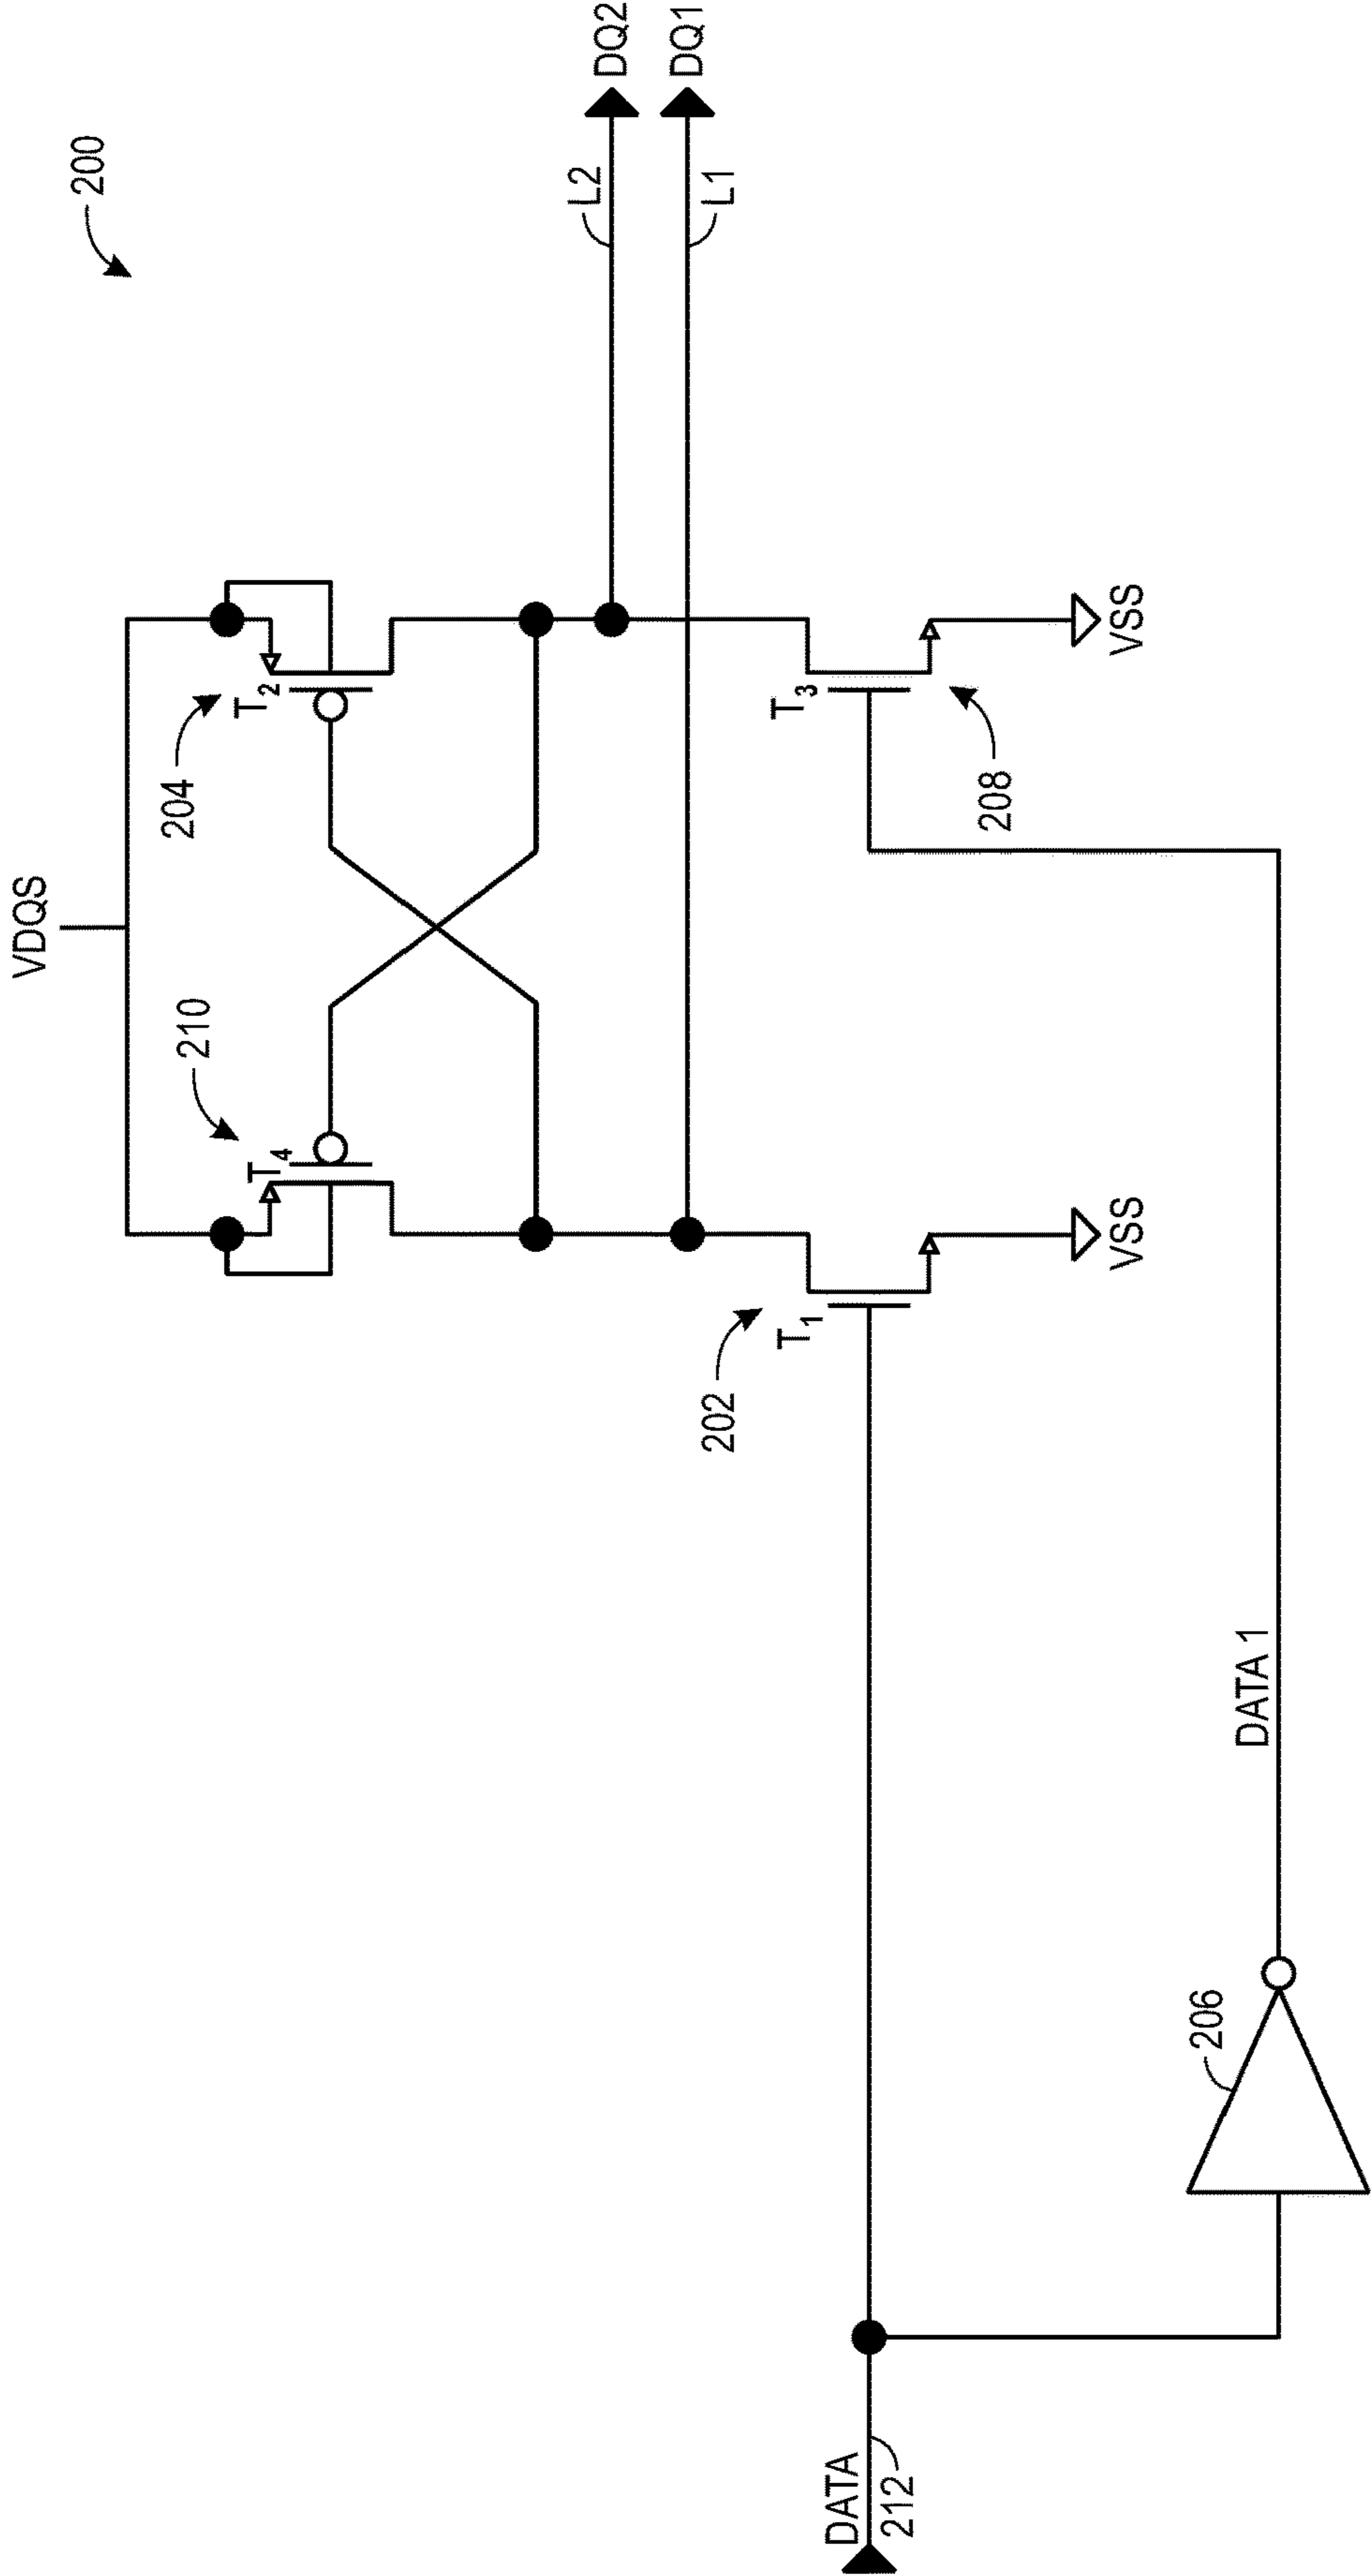 200
VDQS
210
204
T4
T2
DQ2
L2
DQ1
L1
202
T1
T3
208
VSS
VSS
DATA
212
206
DATA 1